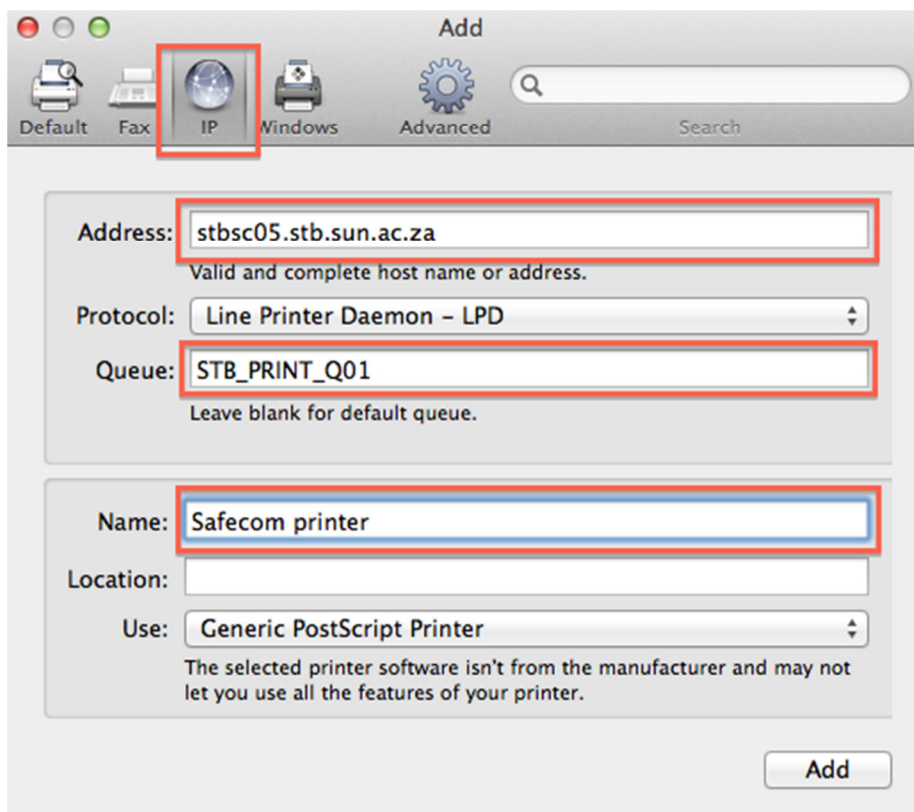 Add
Default Fax IP Windows Advanced Search
Address: stbsc05.stb.sun.ac.za
Valid and complete host name or address.
Protocol: Line Printer Daemon – LPD
Queue: STB_PRINT_Q01
Leave blank for default queue.
Name: Safecom printer
Location:
Use: Generic PostScript Printer
The selected printer software isn't from the manufacturer and may not
let you use all the features of your printer.
Add